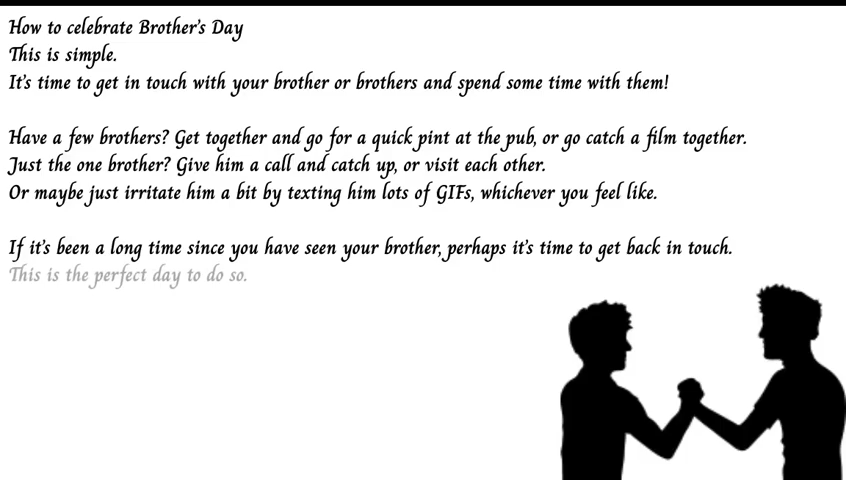 How to celebrate Brother's Day
This is simple.
It's time to get in touch with your brother or brothers and spend some time with them!
Have a few brothers? Get together and go for a quick pint at the pub, or go catch a film together.
Just the one brother? Give him a call and catch up, or visit each other.
Or maybe just irritate him a bit by texting him lots of GIFs, whichever you feel like.
If it's been a long time since you have seen your brother, perhaps it's time to get back in touch.
This is the perfect day to do so.